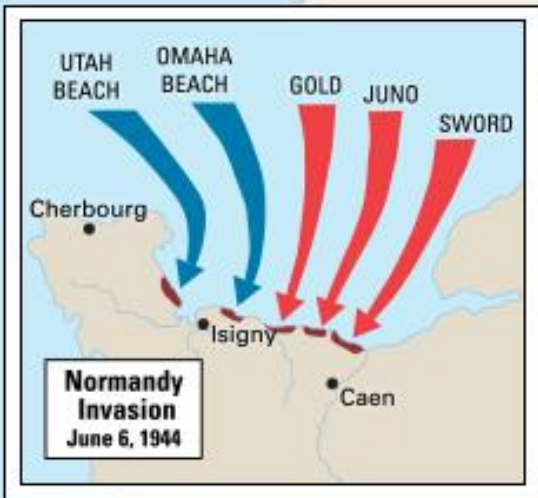 UTAH
BEACH
OMAHA
BEACH
GOLD
JUNO
SWORD
Cherbourg
Isigny
Caen
Normandy
Invasion
June 6, 1944